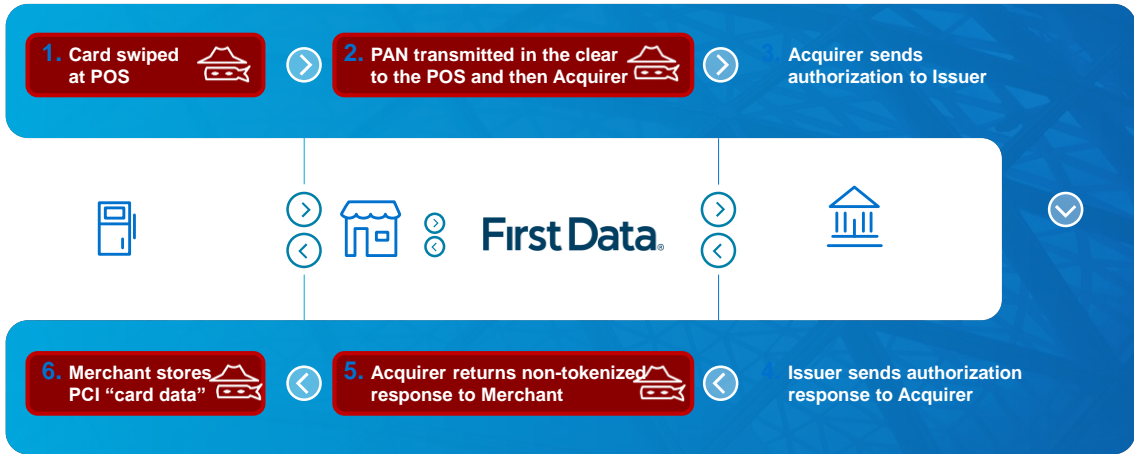 1. Card swiped
at POS
2. PAN transmitted in the clear
to the POS and then Acquirer
3. Acquirer sends
authorization to Issuer
First Data®
6. Merchant stores
PCI “card data”
5. Acquirer returns non-tokenized
response to Merchant
4. Issuer sends authorization
response to Acquirer